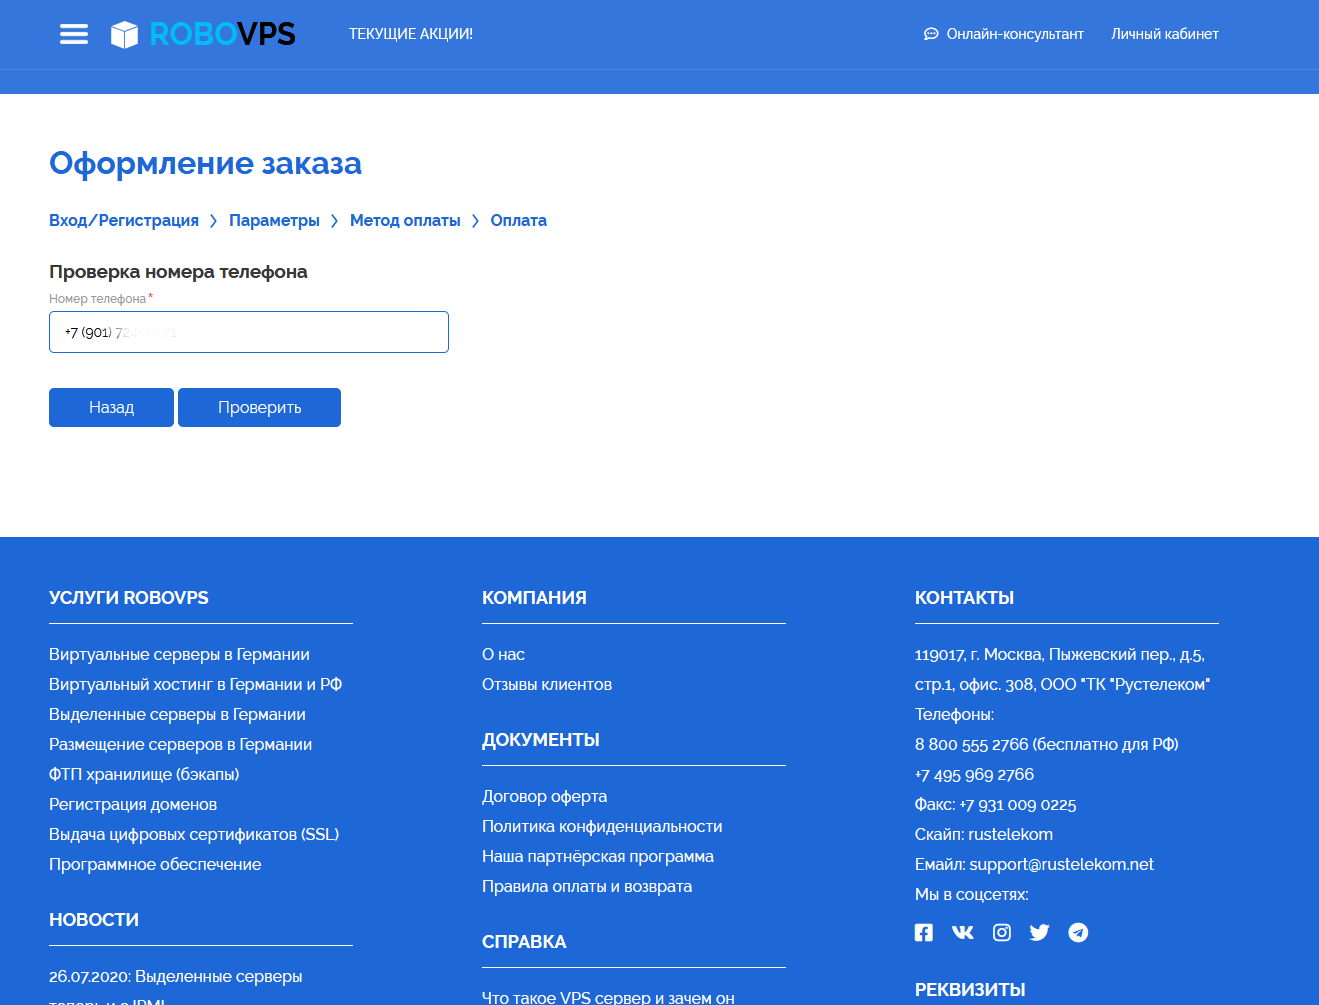 ROBOVPS
ТЕКУЩИЕ АКЦИИ!
Онлайн-консультант
Личный кабинет
Оформление заказа
Вход/Регистрация
Параметры
Метод оплаты
Оплата
Проверка номера телефона
Номер телефона*
+7 (901) 72
Назад
Проверить
УСЛУГИ ROBOVPS
Виртуальные серверы в Германии
Виртуальный хостинг в Германии и РФ
Выделенные серверы в Германии
Размещение серверов в Германии
ФТП хранилище (бэкапы)
Регистрация доменов
Выдача цифровых сертификатов (SSL)
Программное обеспечение
НОВОСТИ
26.07.2020: Выделенные серверы
КОМПАНИЯ
О нас
Отзывы клиентов
ДОКУМЕНТЫ
Договор оферта
Политика конфиденциальности
Наша партнёрская программа
Правила оплаты и возврата
СПРАВКА
Что такое VPS сервер и зачем он
КОНТАКТЫ
119017, г. Москва, Пыжевский пер., д.5,
стр.1, офис. 308, ООО "ТК "Рустелеком"
Телефоны:
8 800 555 2766 (бесплатно для РФ)
+7 495 969 2766
Факс: +7 931 009 0225
Скайп: rustelekom
Емайл: support@rustelekom.net
Мы в соцсетях:
РЕКВИЗИТЫ